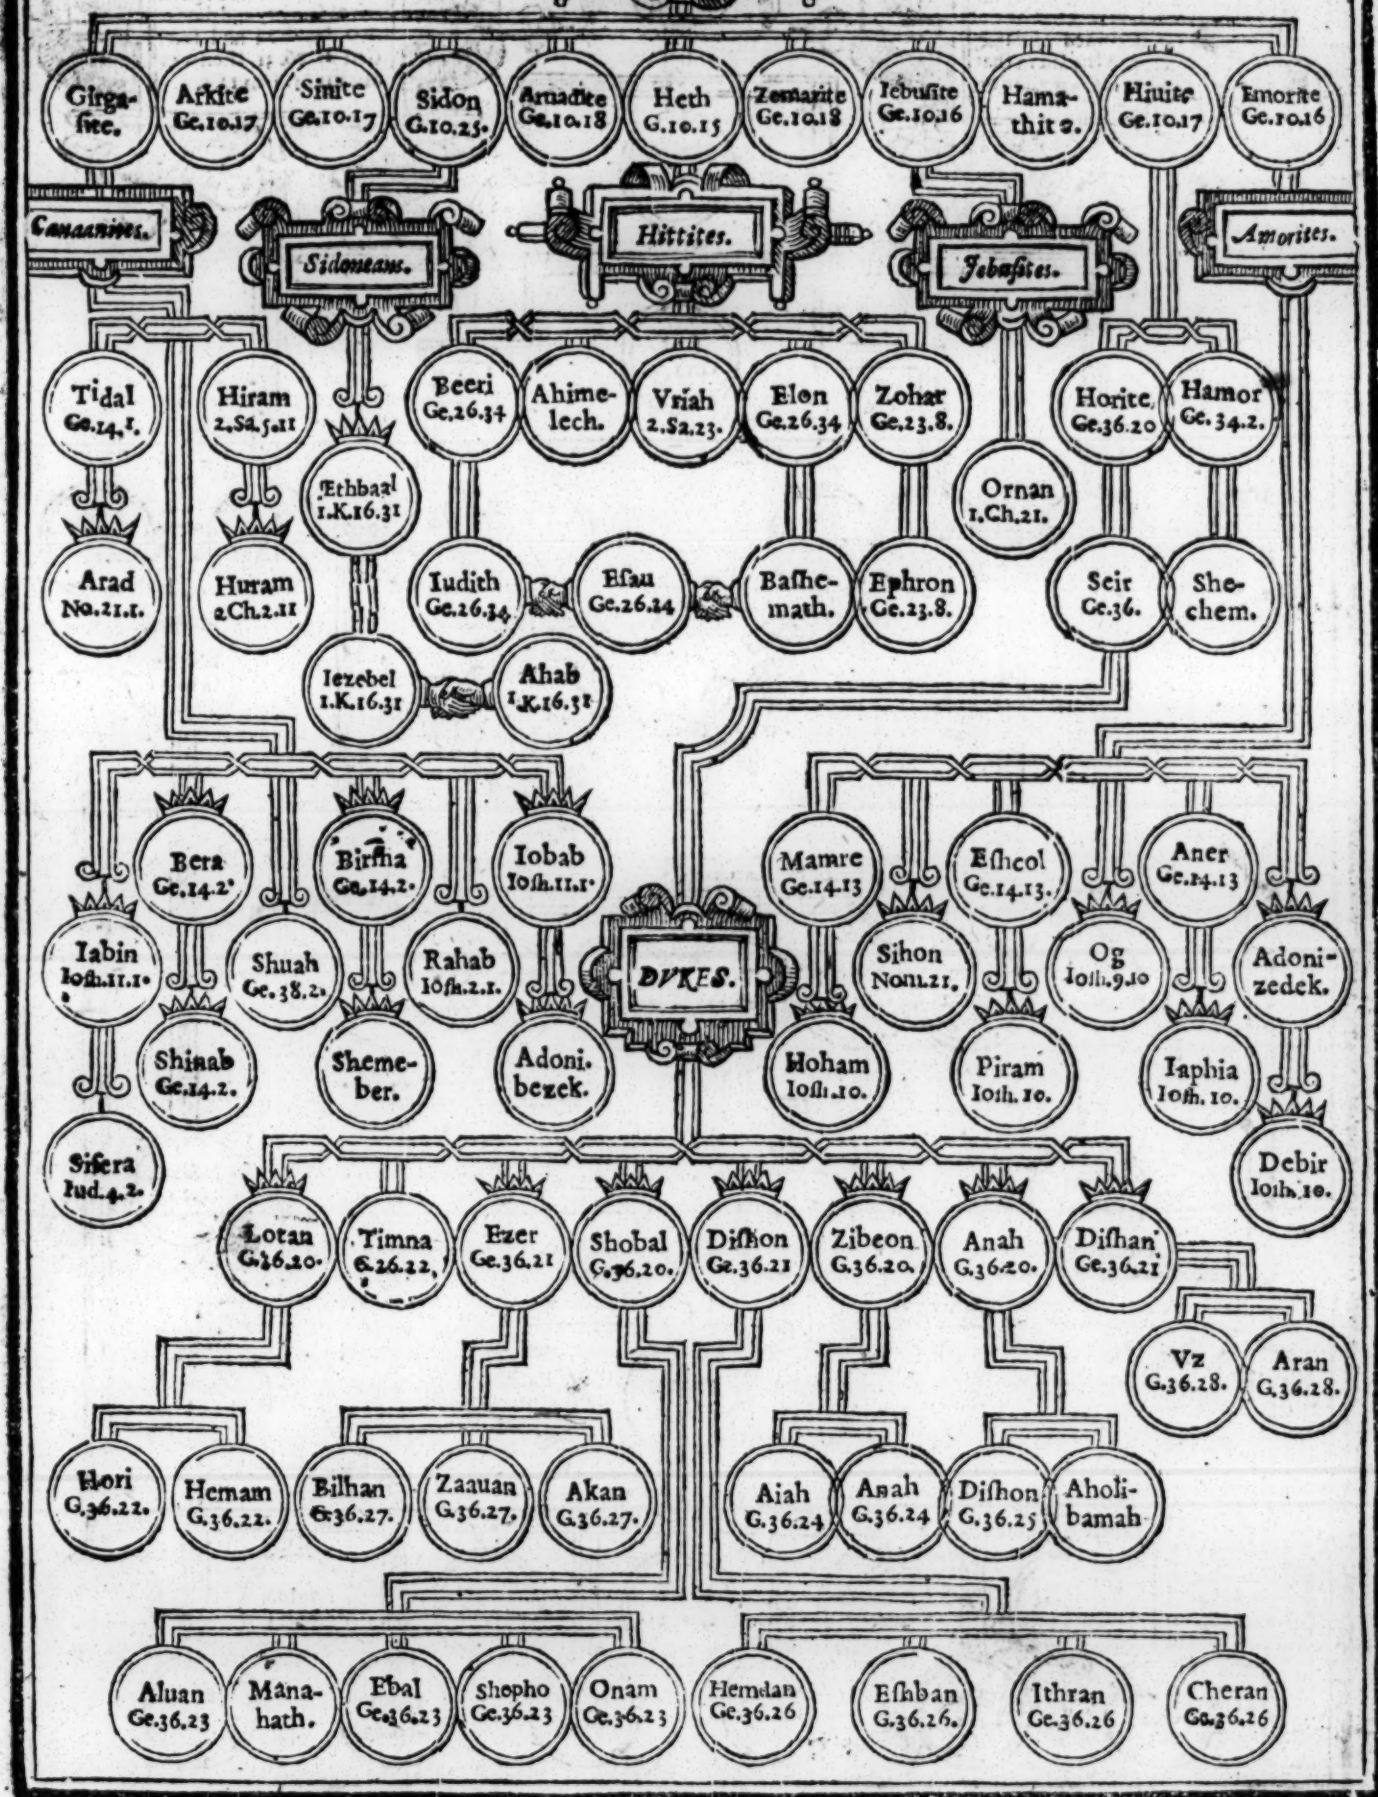 Girga-
ſite.
Arkite
Ge.10.17
Sinite
Ge.10.17
Sidon
G.10.25.
Aruadite
Ge.10.18
Heth
G.10.15
Zemarite
Ge.10.18
Iebuſite
Ge.10.16
Hama-
thite.
Hiuite
Ge.10.17
Emorite
Ge.10.16
Canaanites.
Sidoneans.
Hittites.
Jebuſites.
Amorites.
Tidal
Ge.14.1.
Hiram
2.Sa.5.11
Beeri
Ge.26.34
Ahime-
lech.
Vriah
2.Sa.23.
Elon
Ge.26.34
Zohar
Ge.23.8.
Horite
Ge.36.20
Hamor
Ge.34.2.
Ethbaal
1.K.16.31
Ornan
1.Ch.21.
Arad
No.21.1.
Huram
2Ch.2.11
Iudith
Ge.26.34
Eſau
Ge.26.24
Baſhe-
math.
Ephron
Ge.23.8.
Seir
Ge.36.
She-
chem.
Iezebel
1.K.16.31
Ahab
1.K.16.31
Bera
Ge.14.2.
Birſha
Ge.14.2.
Iobab
Ioſh.11.1.
Mamre
Ge.14.13
Eſhcol
Ge.14.13.
Aner
Ge.14.13
Iabin
Ioſh.11.1.
Shuah
Ge.38.2.
Rahab
Ioſh.2.1.
DVKES.
Sihon
Nom.21.
Og
Ioſh.9.10
Adoni-
zedek.
Shinab
Ge.14.2.
Sheme-
ber.
Adoni.
bezek.
Hoham
Ioſh.10.
Piram
Ioſh.10.
Iaphia
Ioſh.10.
Siſera
Iud.4.2.
Debir
Ioſh.10.
Lotan
G.36.20.
Timna
G.26.22.
Ezer
Ge.36.21
Shobal
G.36.20.
Diſhon
Ge.36.21
Zibeon
G.36.20.
Anah
G.36.20.
Diſhan
Ge.36.21
Vz
G.36.28.
Aran
G.36.28.
Hori
G.36.22.
Hemam
G.36.22.
Bilhan
G.36.27.
Zaauan
G.36.27.
Akan
G.36.27.
Aiah
G.36.24
Anah
G.36.24
Diſhon
G.36.25
Aholi-
bamah
Aluan
Ge.36.23
Mana-
hath.
Ebal
Ge.36.23
Shepho
Ge.36.23
Onam
Ge.36.23
Hemdan
Ge.36.26
Eſhban
G.36.26.
Ithran
Ge.36.26
Cheran
Ge.36.26